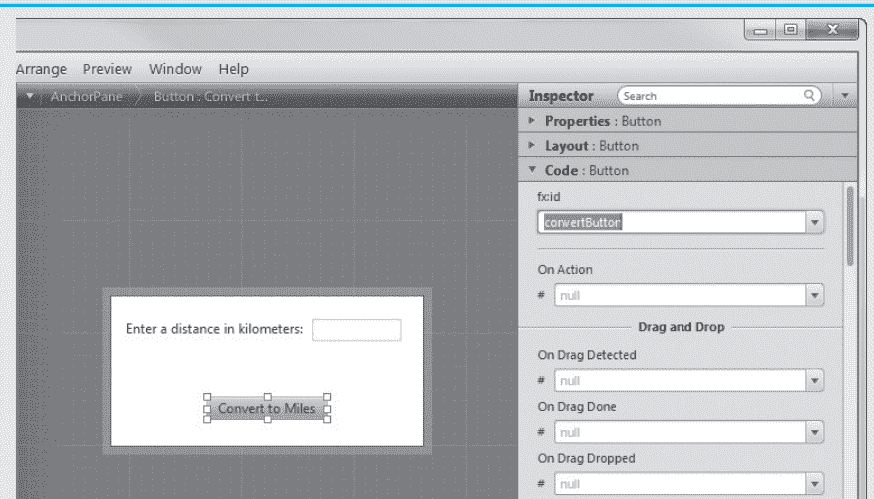 Arrange Preview Window Help
AnchorPane Button : Convert t...
Inspector Search
Properties : Button
Layout : Button
Code : Button
fx:id
convertButton
On Action
# null
Enter a distance in kilometers:
Convert to Miles
Drag and Drop
On Drag Detected
# null
On Drag Done
# null
On Drag Dropped
# null